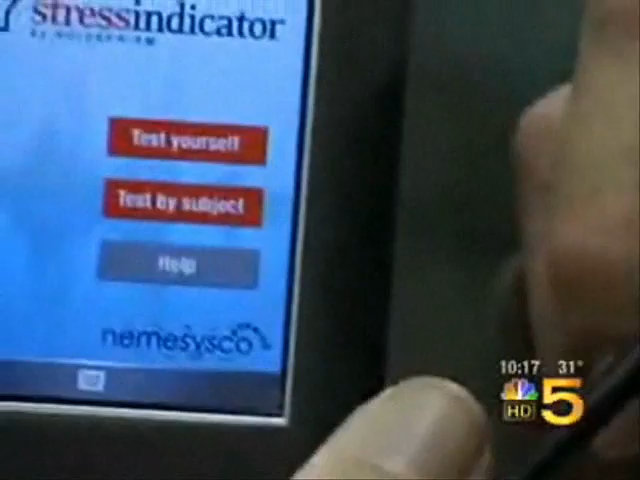 stressindicator
Test yourself
Test by subject
Help
nemesysco
10:17 31°
HD 5